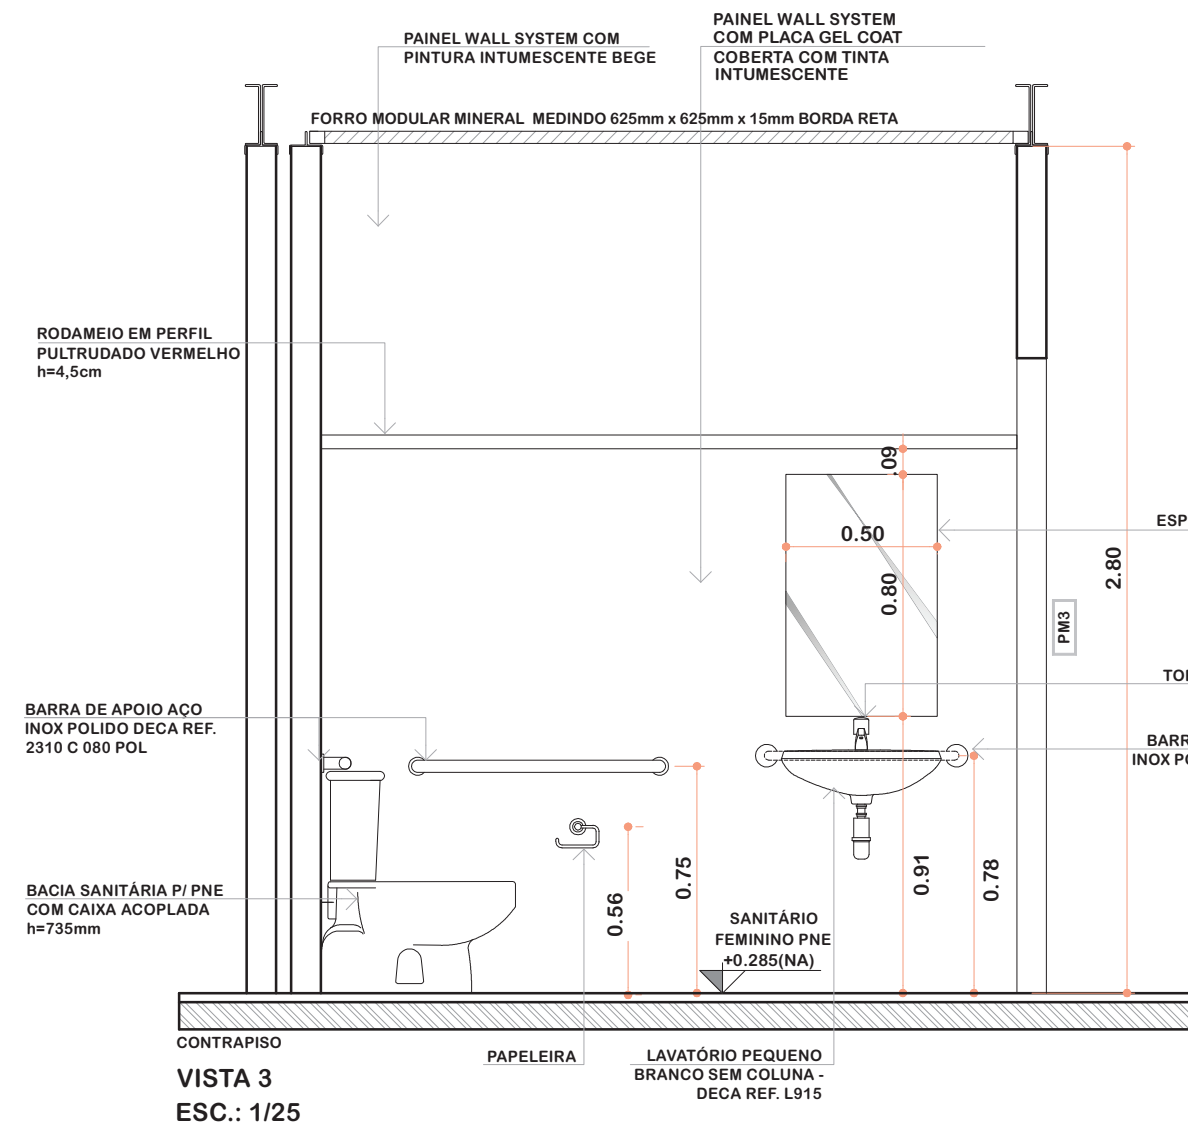 PAINEL WALL SYSTEM COM
PINTURA INTUMESCENTE BEGE
PAINEL WALL SYSTEM
COM PLACA GEL COAT
COBERTA COM TINTA
INTUMESCENTE
FORRO MODULAR MINERAL MEDINDO 625mm x 625mm x 15mm BORDA RETA
RODAMEIO EM PERFIL
PULTRUDADO VERMELHO
h=4,5cm
.09
0.50
0.80
ESP
2.80
PM3
TO
BARRA DE APOIO AÇO
INOX POLIDO DECA REF.
2310 C 080 POL
BARR
INOX PO
0.75
0.56
0.91
0.78
BACIA SANITÁRIA P/ PNE
COM CAIXA ACOPLADA
h=735mm
SANITÁRIO
FEMININO PNE
+0.285(NA)
CONTRAPISO
PAPELEIRA
LAVATÓRIO PEQUENO
BRANCO SEM COLUNA -
DECA REF. L915
VISTA 3
ESC.: 1/25